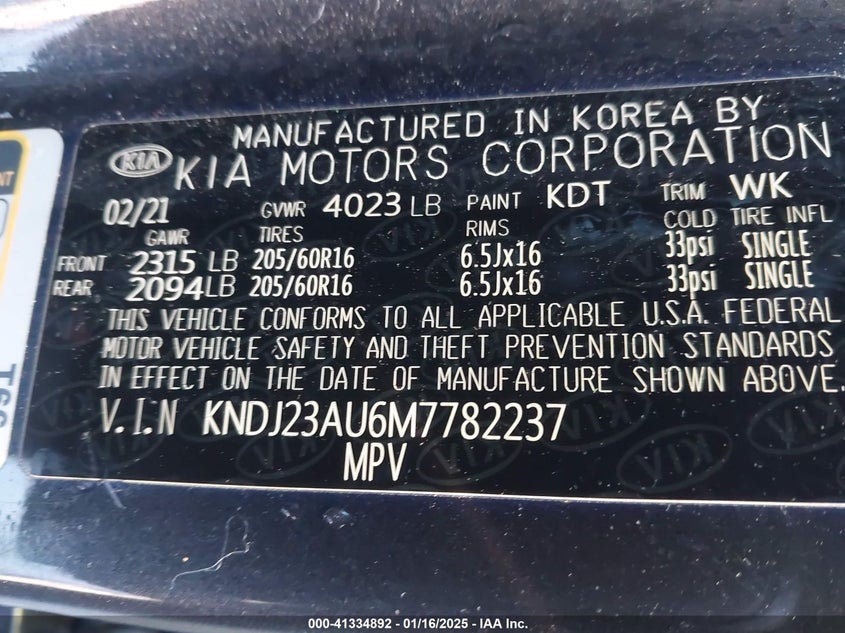 MANUFACTURED IN KOREA BY
KIA KIA MOTORS CORPORATION
02/21 GVWR 4023 LB PAINT KDT TRIM WK
GAWR TIRES RIMS COLD TIRE INFL
FRONT 2315 LB 205/60R16 6.5Jx16 33psi SINGLE
REAR 2094LB 205/60R16 6.5Jx16 33psi SINGLE
THIS VEHICLE CONFORMS TO ALL APPLICABLE U.S.A. FEDERAL
MOTOR VEHICLE SAFETY AND THEFT PREVENTION STANDARDS
IN EFFECT ON THE DATE OF MANUFACTURE SHOWN ABOVE.
V.I.N KNDJ23AU6M7782237
MPV
000-41334892 - 01/16/2025 - IAA Inc.